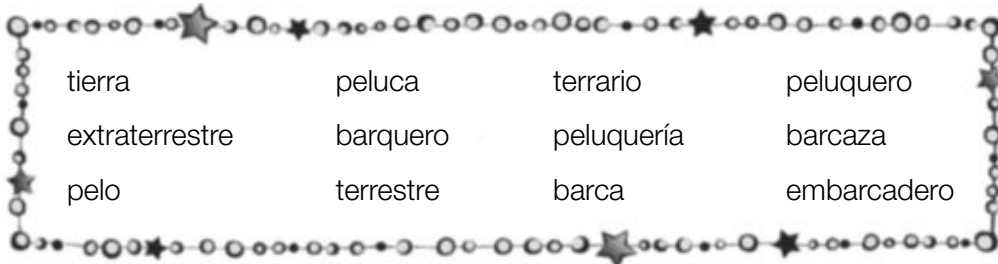 tierra peluca terrario peluquero
extraterrestre barquero peluquería barcaza
pelo terrestre barca embarcadero